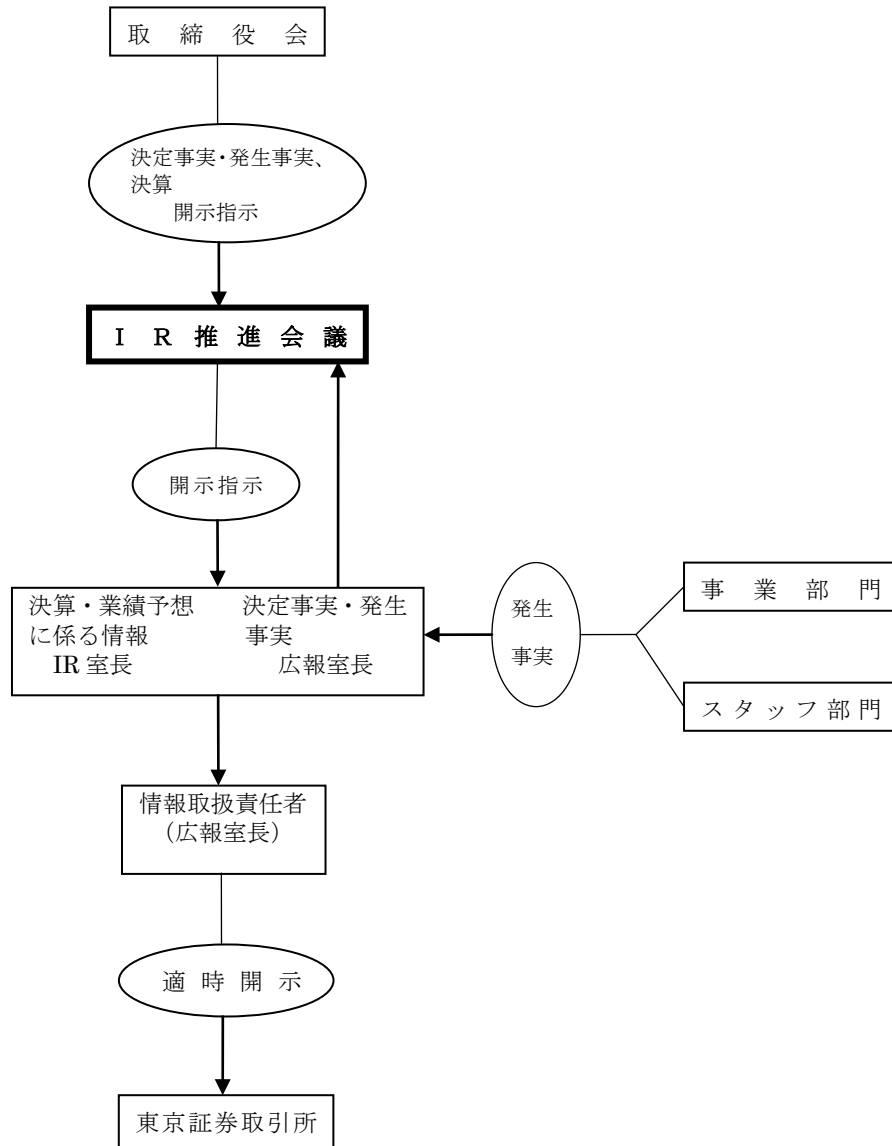 取締役会
決定事実・発生事実、
決算
開示指示
ＩＲ推進会議
開示指示
決算・業績予想
に係る情報
IR 室長
決定事実・発生
事実
広報室長
発生
事実
事業部門
スタッフ部門
情報取扱責任者
（広報室長）
適時開示
東京証券取引所